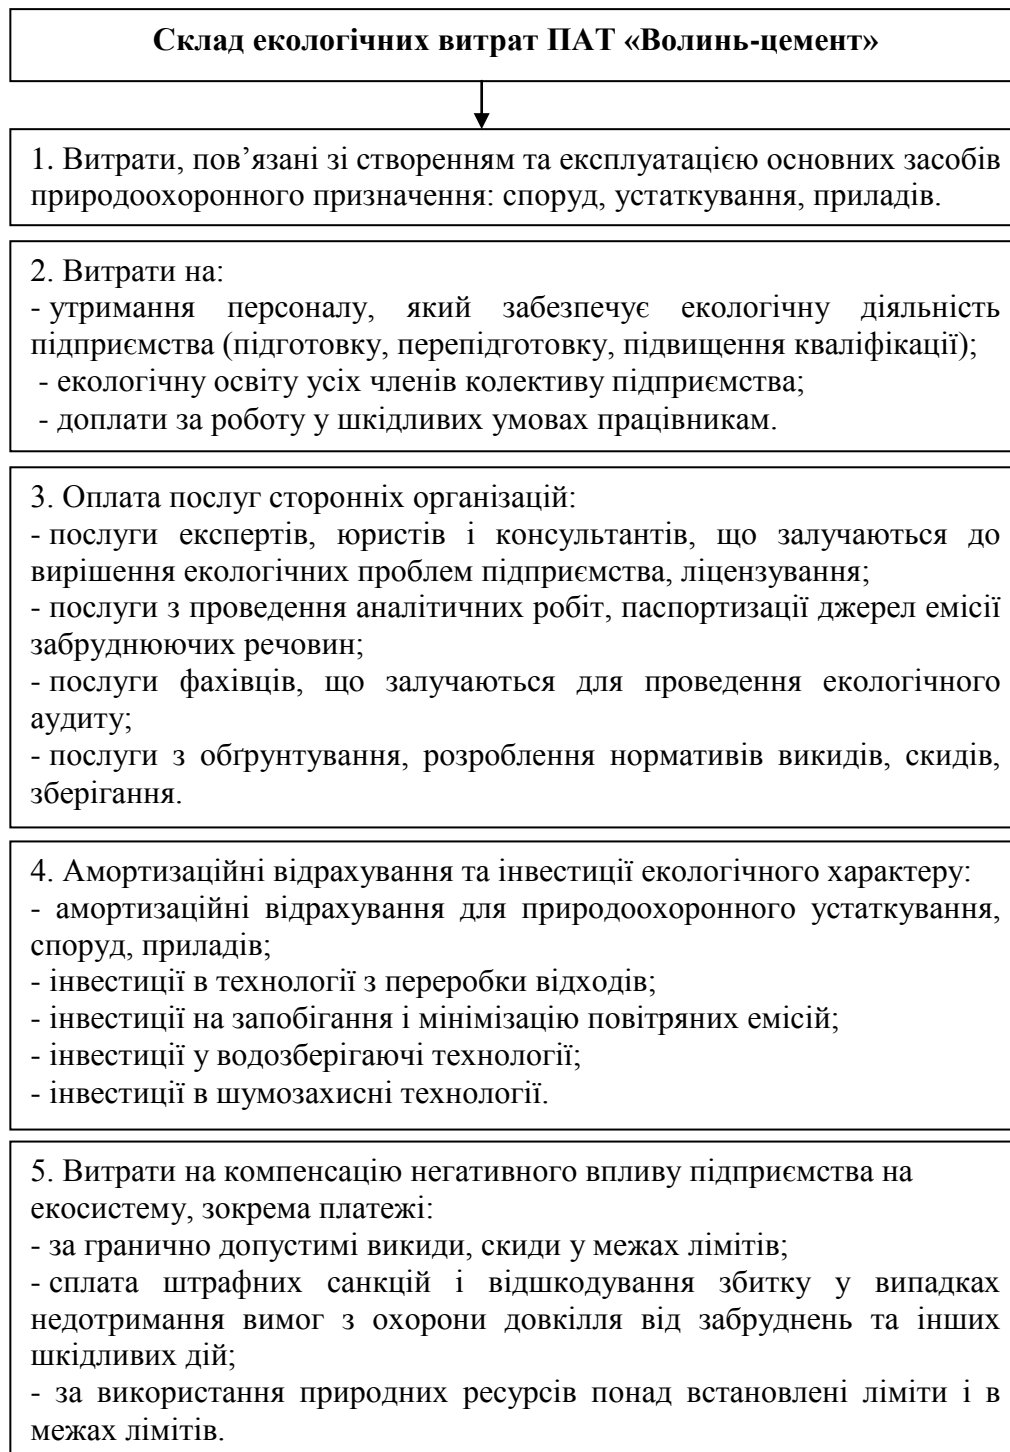 Склад екологічних витрат ПАТ «Волинь-цемент»
1. Витрати, пов’язані зі створенням та експлуатацією основних засобів
природоохоронного призначення: споруд, устаткування, приладів.
2. Витрати на:
- утримання персоналу, який забезпечує екологічну діяльність
підприємства (підготовку, перепідготовку, підвищення кваліфікації);
- екологічну освіту усіх членів колективу підприємства;
- доплати за роботу у шкідливих умовах працівникам.
3. Оплата послуг сторонніх організацій:
- послуги експертів, юристів і консультантів, що залучаються до
вирішення екологічних проблем підприємства, ліцензування;
- послуги з проведення аналітичних робіт, паспортизації джерел емісії
забруднюючих речовин;
- послуги фахівців, що залучаються для проведення екологічного
аудиту;
- послуги з обґрунтування, розроблення нормативів викидів, скидів,
зберігання.
4. Амортизаційні відрахування та інвестиції екологічного характеру:
- амортизаційні відрахування для природоохоронного устаткування,
споруд, приладів;
- інвестиції в технології з переробки відходів;
- інвестиції на запобігання і мінімізацію повітряних емісій;
- інвестиції у водозберігаючі технології;
- інвестиції в шумозахисні технології.
5. Витрати на компенсацію негативного впливу підприємства на
екосистему, зокрема платежі:
- за гранично допустимі викиди, скиди у межах лімітів;
- сплата штрафних санкцій і відшкодування збитку у випадках
недотримання вимог з охорони довкілля від забруднень та інших
шкідливих дій;
- за використання природних ресурсів понад встановлені ліміти і в
межах лімітів.